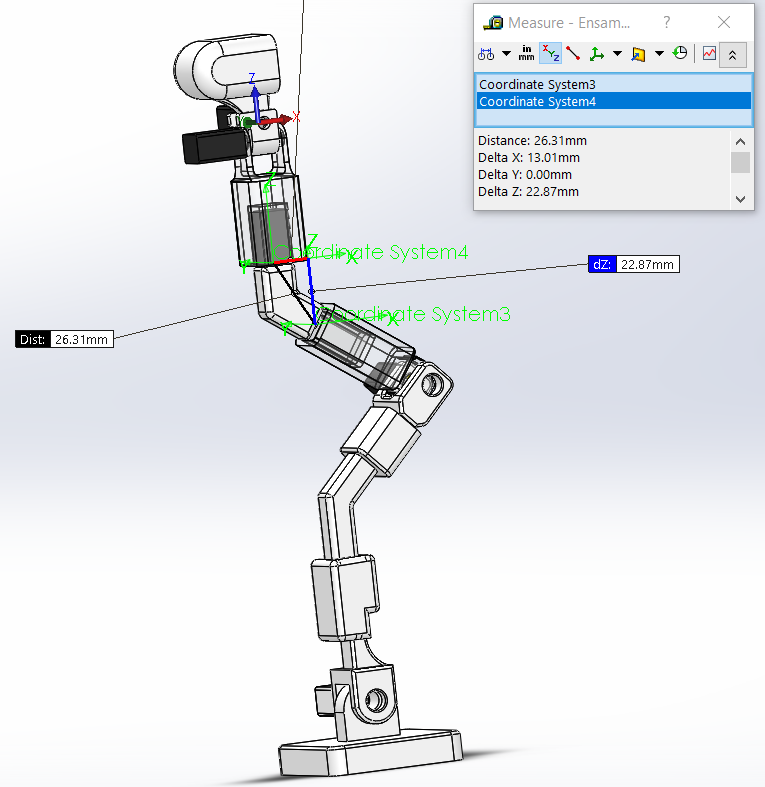 Measure - Ensam...
?
in
mm
X Y Z
Coordinate System3
Coordinate System4
Distance: 26.31mm
Delta X: 13.01mm
Delta Y: 0.00mm
Delta Z: 22.87mm
Z
X
Z
Z
Coordinate System4
Y
X
dZ: 22.87mm
Coordinate System3
Y
X
Dist: 26.31mm